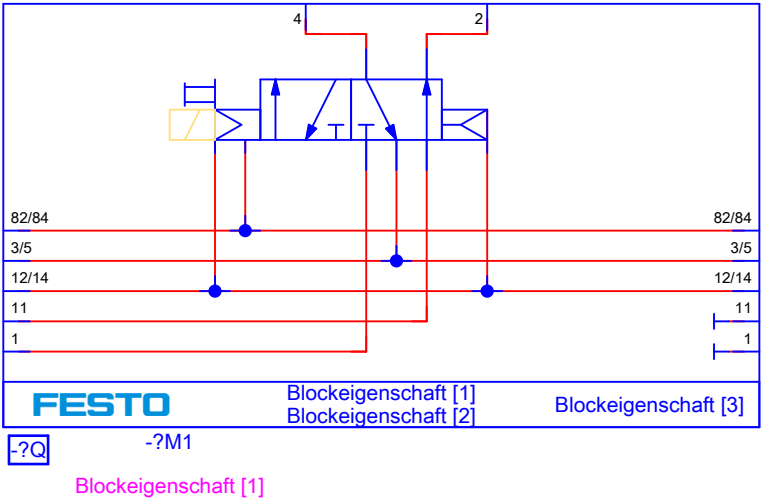 4 2
82/84 82/84
3/5 3/5
12/14 12/14
11 11
1 1
FESTO
Blockeigenschaft [1]
Blockeigenschaft [2]
Blockeigenschaft [3]
-?Q
-?M1
Blockeigenschaft [1]